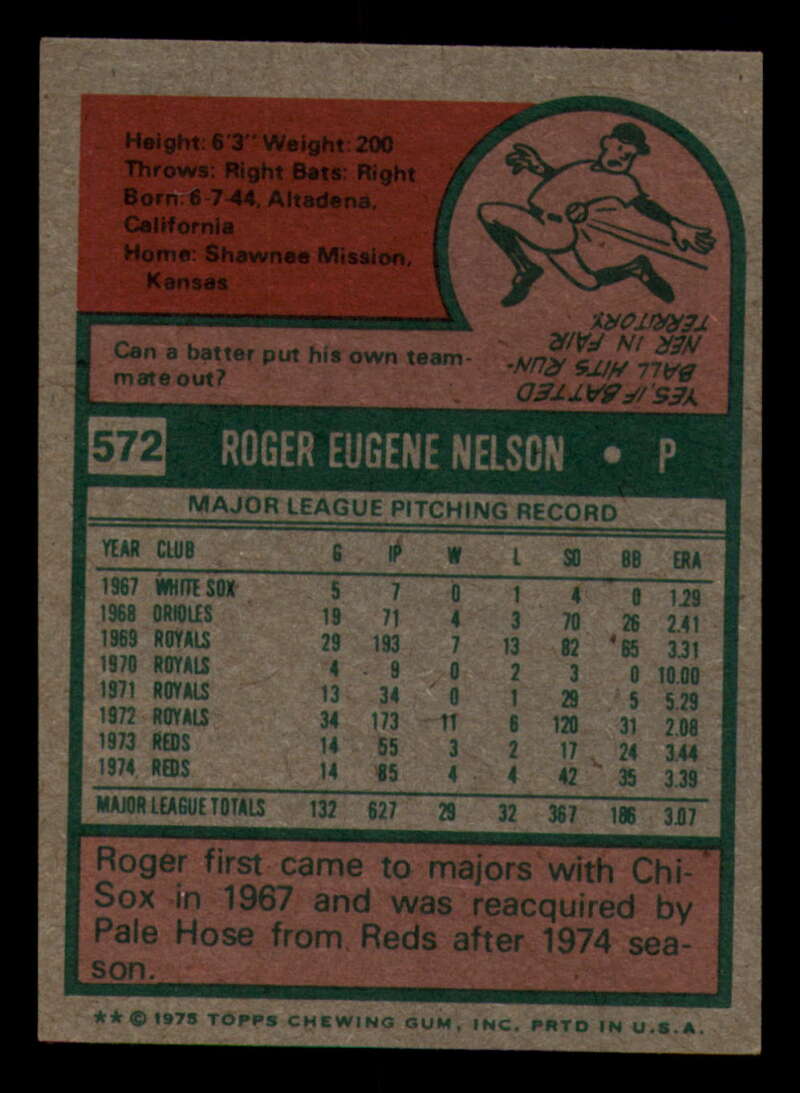 Height: 6'3" Weight: 200
Throws: Right Bats: Right
Born: 6-7-44, Altadena,
California
Home: Shawnee Mission,
Kansas
Can a batter put his own team-
mate out?
YES, IF BATTED
BALL HITS RUN-
NER IN FAIR
TERRITORY.
572 ROGER EUGENE NELSON • P
MAJOR LEAGUE PITCHING RECORD
YEAR CLUB G IP W L SO BB ERA
1967 WHITE SOX 5 7 0 1 4 0 1.29
1968 ORIOLES 19 71 4 3 70 26 2.41
1969 ROYALS 29 193 7 13 82 65 3.31
1970 ROYALS 4 9 0 2 3 0 10.00
1971 ROYALS 13 34 0 1 29 5 5.29
1972 ROYALS 34 173 11 6 120 31 2.08
1973 REDS 14 55 3 2 17 24 3.44
1974 REDS 14 85 4 4 42 35 3.39
MAJOR LEAGUE TOTALS 132 627 29 32 367 186 3.07
Roger first came to majors with Chi-
Sox in 1967 and was reacquired by
Pale Hose from Reds after 1974 sea-
son.
** © 1975 TOPPS CHEWING GUM, INC. PRTD IN U.S.A.